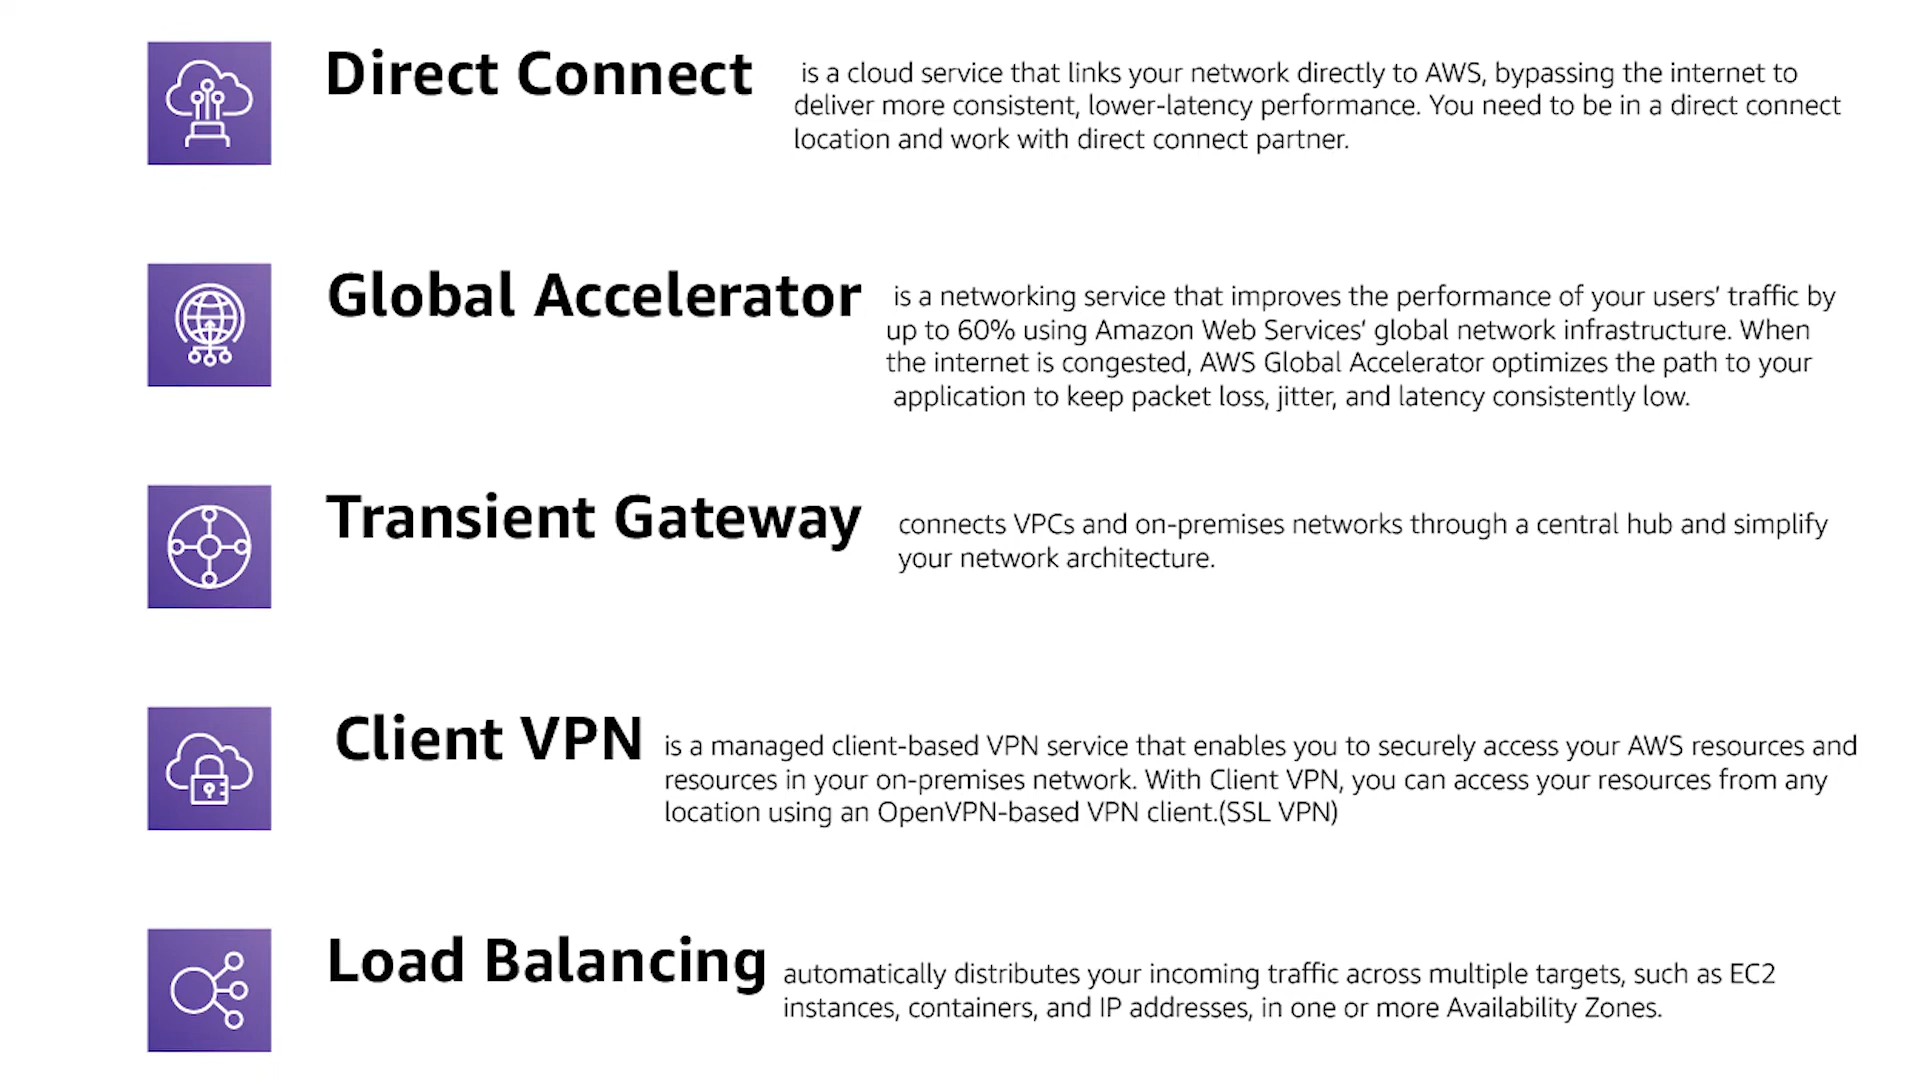 Direct Connect
is a cloud service that links your network directly to AWS, bypassing the internet to
deliver more consistent, lower-latency performance. You need to be in a direct connect
location and work with direct connect partner.
Global Accelerator
is a networking service that improves the performance of your users’ traffic by
up to 60% using Amazon Web Services’ global network infrastructure. When
the internet is congested, AWS Global Accelerator optimizes the path to your
application to keep packet loss, jitter, and latency consistently low.
Transient Gateway
connects VPCs and on-premises networks through a central hub and simplify
your network architecture.
Client VPN
is a managed client-based VPN service that enables you to securely access your AWS resources and
resources in your on-premises network. With Client VPN, you can access your resources from any
location using an OpenVPN-based VPN client.(SSL VPN)
Load Balancing
automatically distributes your incoming traffic across multiple targets, such as EC2
instances, containers, and IP addresses, in one or more Availability Zones.